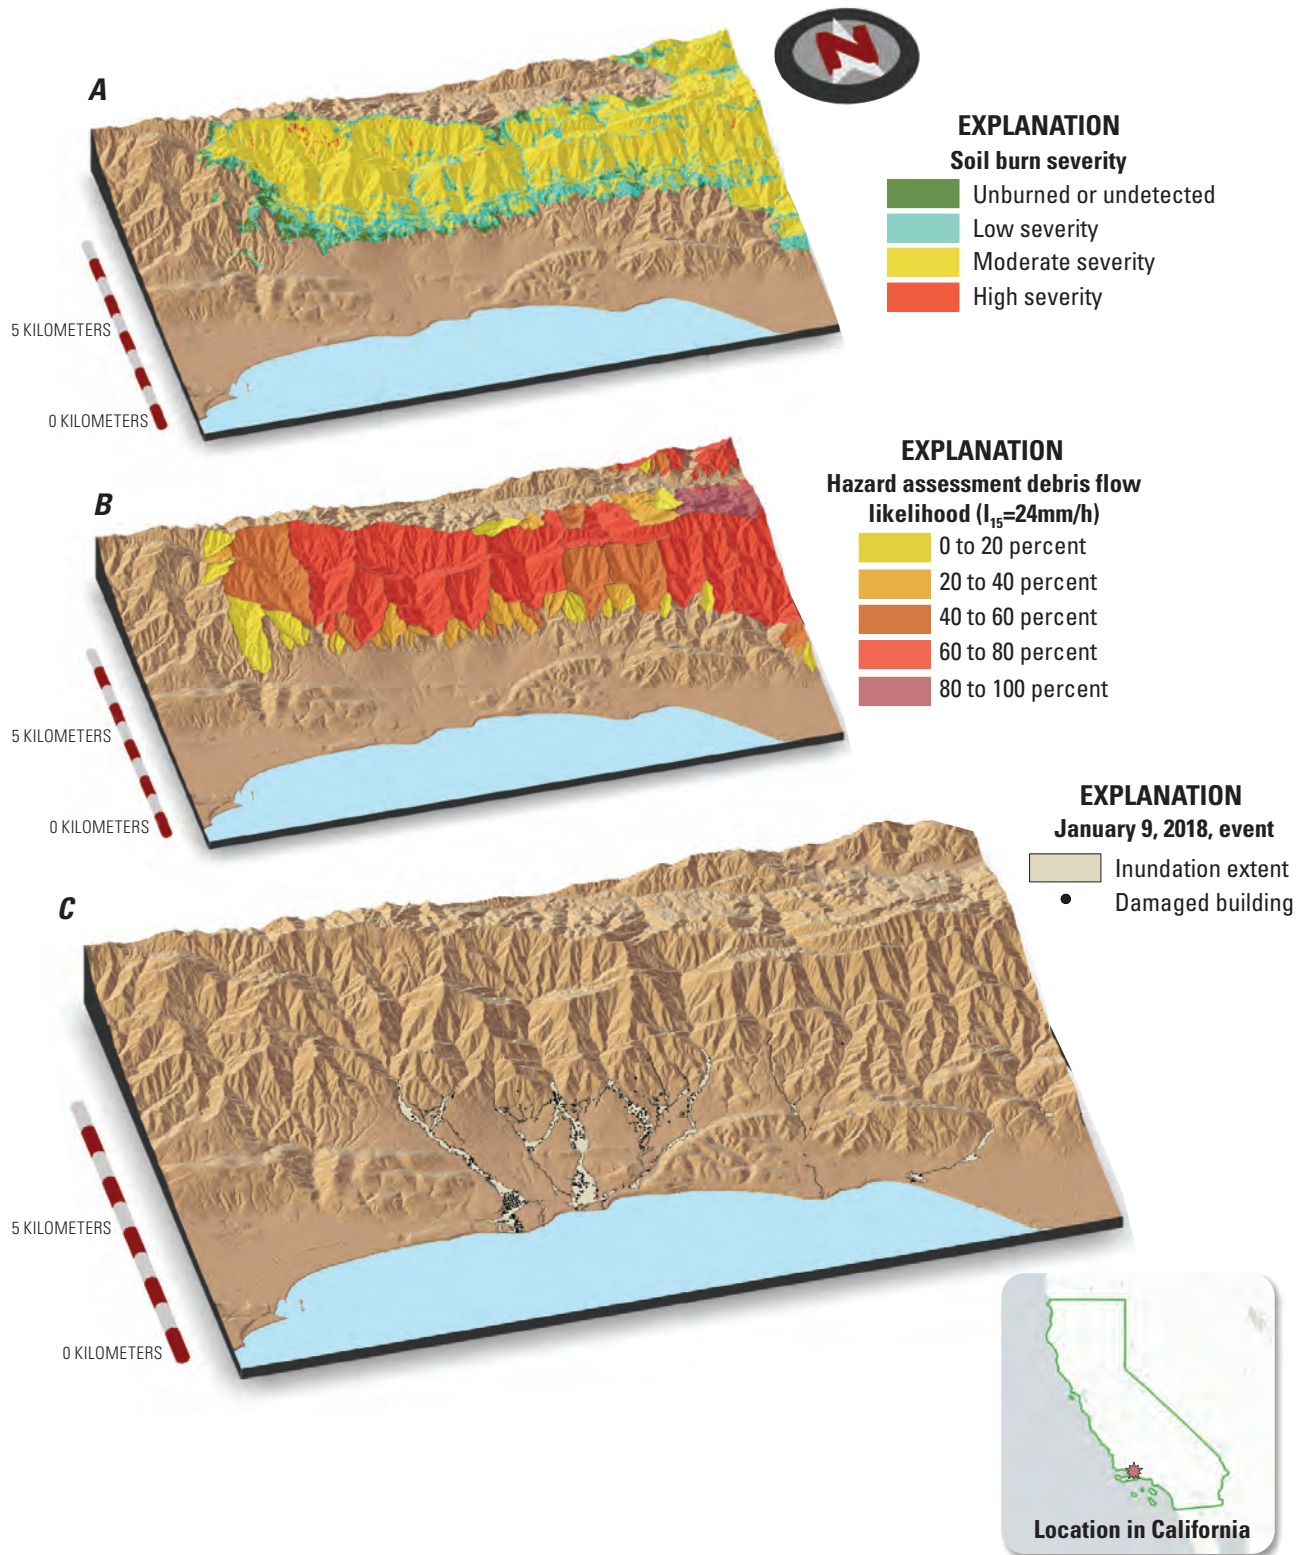 N
A
EXPLANATION
Soil burn severity
Unburned or undetected
Low severity
Moderate severity
High severity
5 KILOMETERS
0 KILOMETERS
B
EXPLANATION
Hazard assessment debris flow
likelihood (I₁₅=24mm/h)
0 to 20 percent
20 to 40 percent
40 to 60 percent
60 to 80 percent
80 to 100 percent
5 KILOMETERS
0 KILOMETERS
C
EXPLANATION
January 9, 2018, event
Inundation extent
Damaged building
5 KILOMETERS
0 KILOMETERS
Location in California